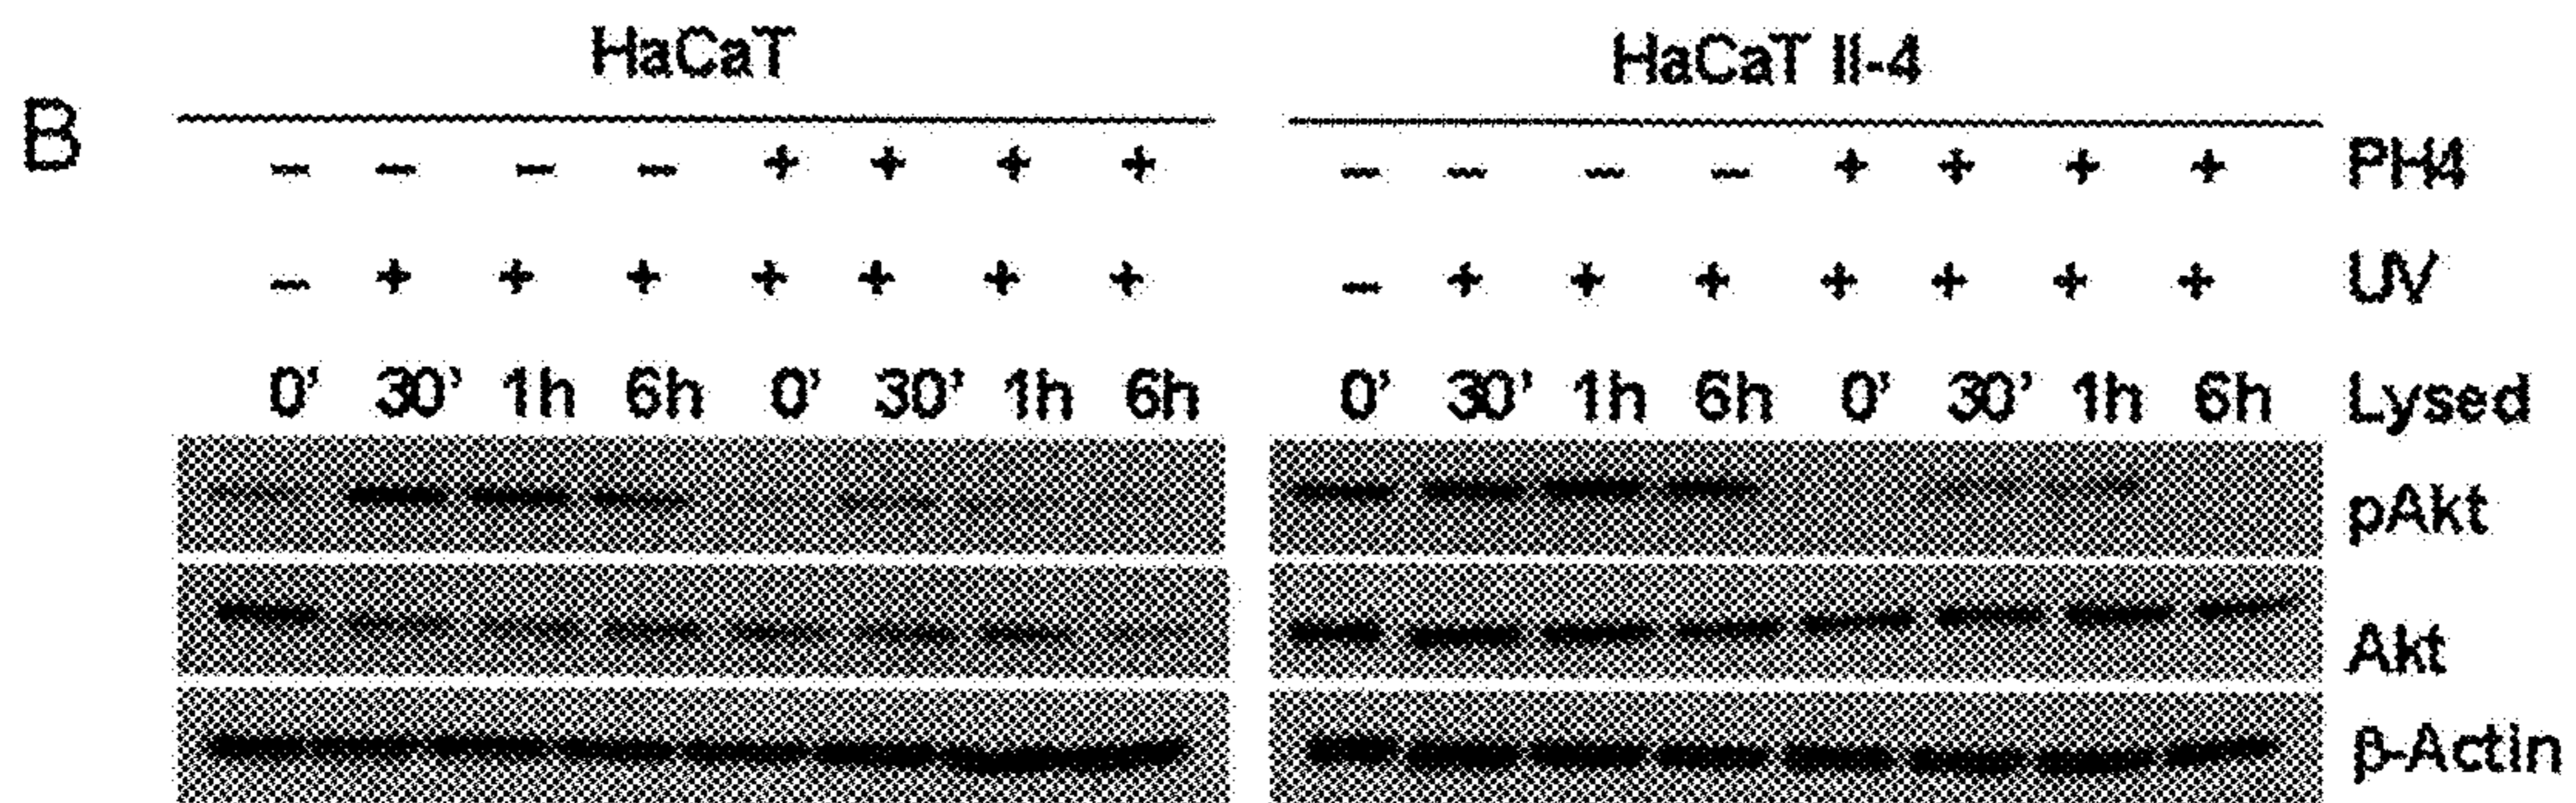 B
HaCaT HaCaT II-4
– – – – + + + + – – – – + + + + PH4
– + + + + + + + – + + + + + + + UV
0' 30' 1h 6h 0' 30' 1h 6h 0' 30' 1h 6h 0' 30' 1h 6h Lysed
pAkt
Akt
β-Actin